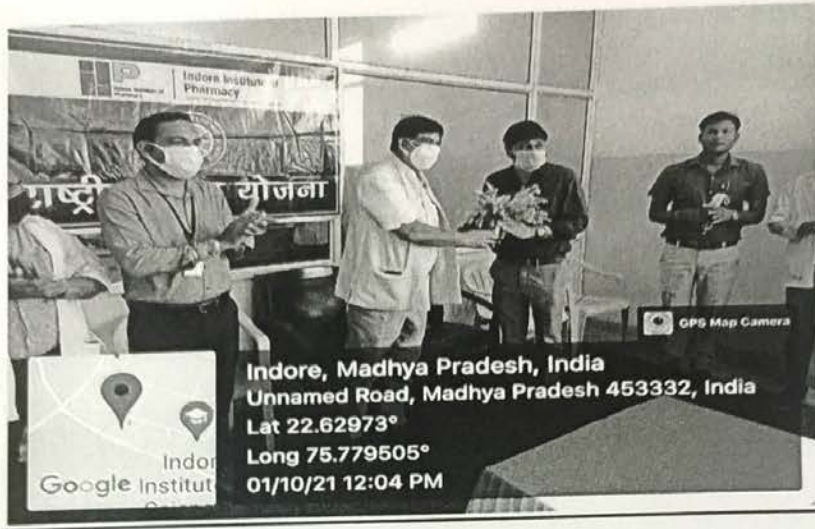 Indore Institute of
Pharmacy
योजना
GPS Map Camera
Indore, Madhya Pradesh, India
Unnamed Road, Madhya Pradesh 453332, India
Lat 22.62973°
Long 75.779505°
01/10/21 12:04 PM
Google
Indor
Institut